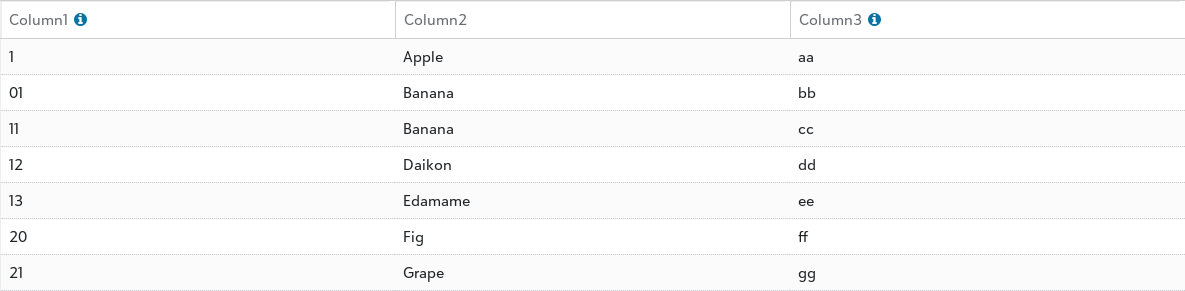 Column1 Column2 Column3
1 Apple aa
01 Banana bb
11 Banana cc
12 Daikon dd
13 Edamame ee
20 Fig ff
21 Grape gg